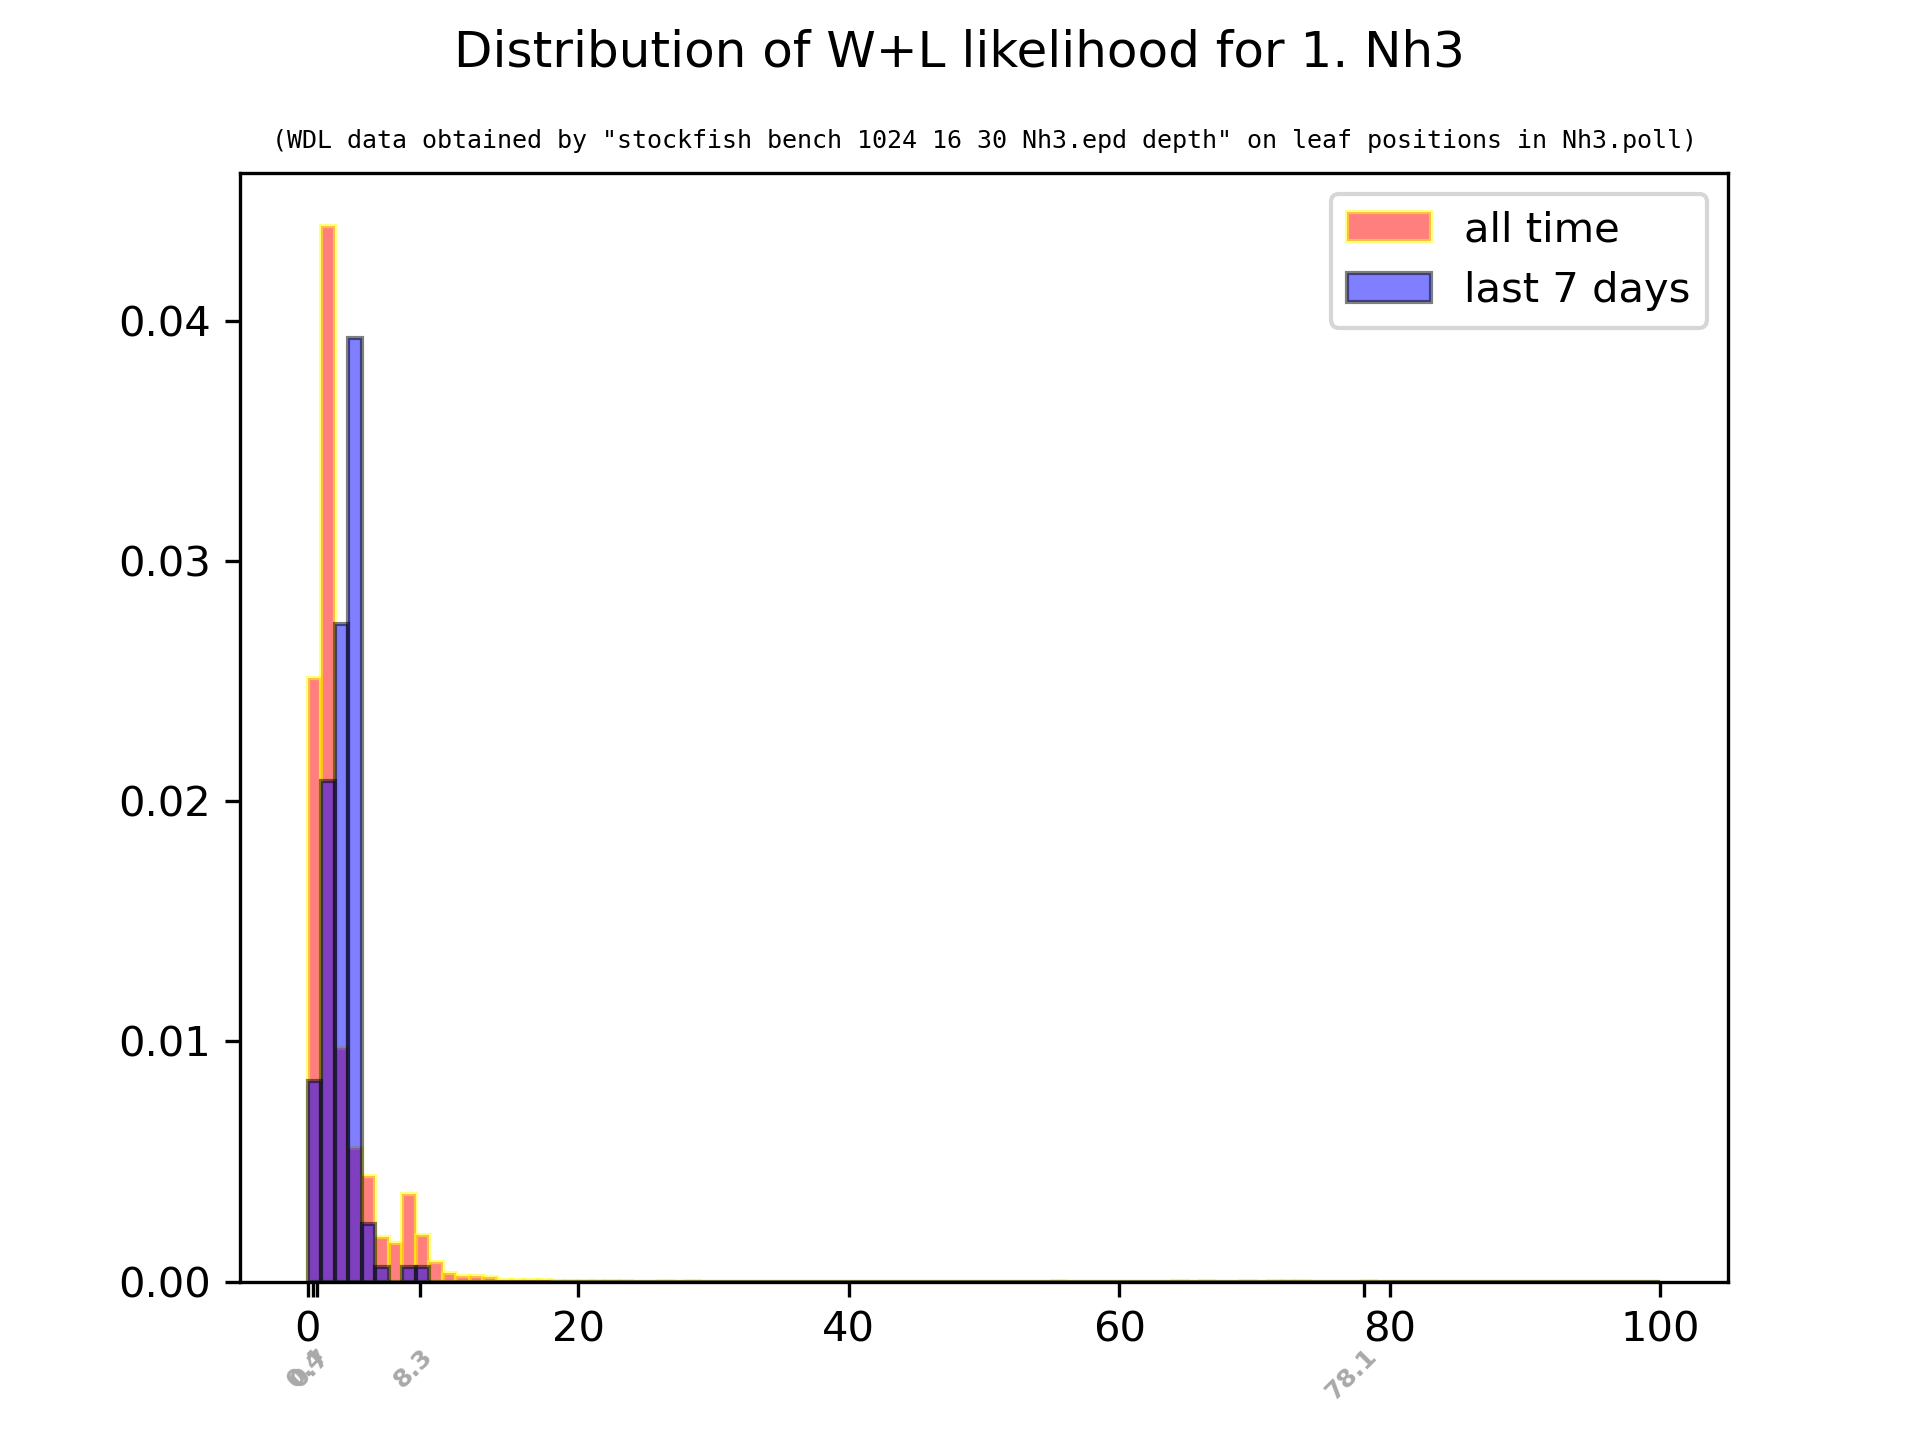 Distribution of W+L likelihood for 1. Nh3
(WDL data obtained by "stockfish bench 1024 16 30 Nh3.epd depth" on leaf positions in Nh3.poll)
all time
last 7 days
0.04
0.03
0.02
0.01
0.00
0 20 40 60 80 100
8.3 78.1